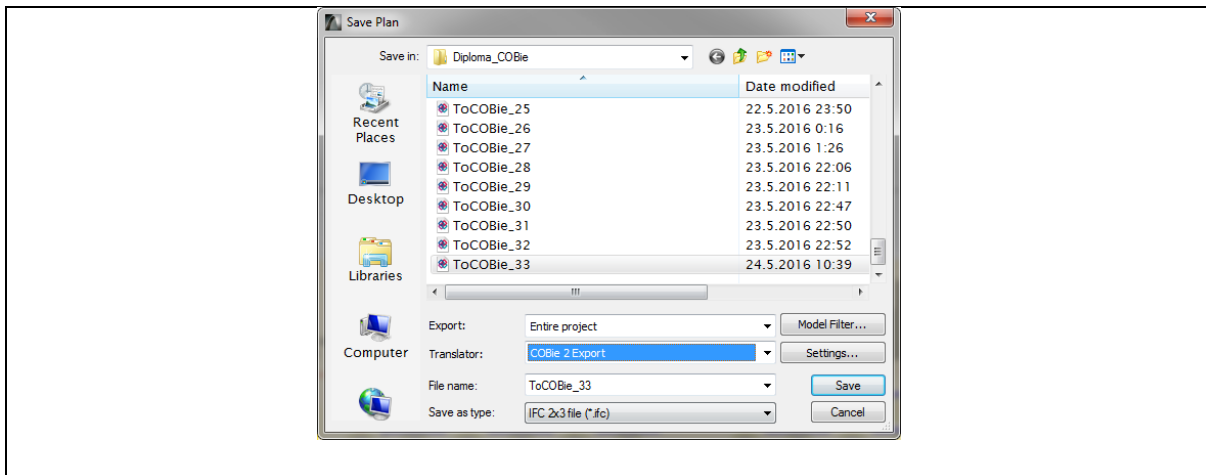 Save Plan
Save in: Diploma_COBie
Name Date modified
ToCOBie_25 22.5.2016 23:50
ToCOBie_26 23.5.2016 0:16
ToCOBie_27 23.5.2016 1:26
ToCOBie_28 23.5.2016 22:06
ToCOBie_29 23.5.2016 22:11
ToCOBie_30 23.5.2016 22:47
ToCOBie_31 23.5.2016 22:50
ToCOBie_32 23.5.2016 22:52
ToCOBie_33 24.5.2016 10:39
Recent
Places
Desktop
Libraries
Computer
Export: Entire project Model Filter...
Translator: COBie 2 Export Settings...
File name: ToCOBie_33 Save
Save as type: IFC 2x3 file (*.ifc) Cancel